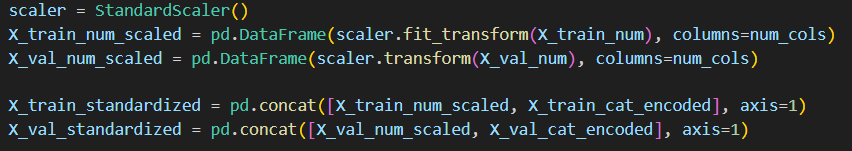 scaler = StandardScaler()
X_train_num_scaled = pd.DataFrame(scaler.fit_transform(X_train_num), columns=num_cols)
X_val_num_scaled = pd.DataFrame(scaler.transform(X_val_num), columns=num_cols)
X_train_standardized = pd.concat([X_train_num_scaled, X_train_cat_encoded], axis=1)
X_val_standardized = pd.concat([X_val_num_scaled, X_val_cat_encoded], axis=1)